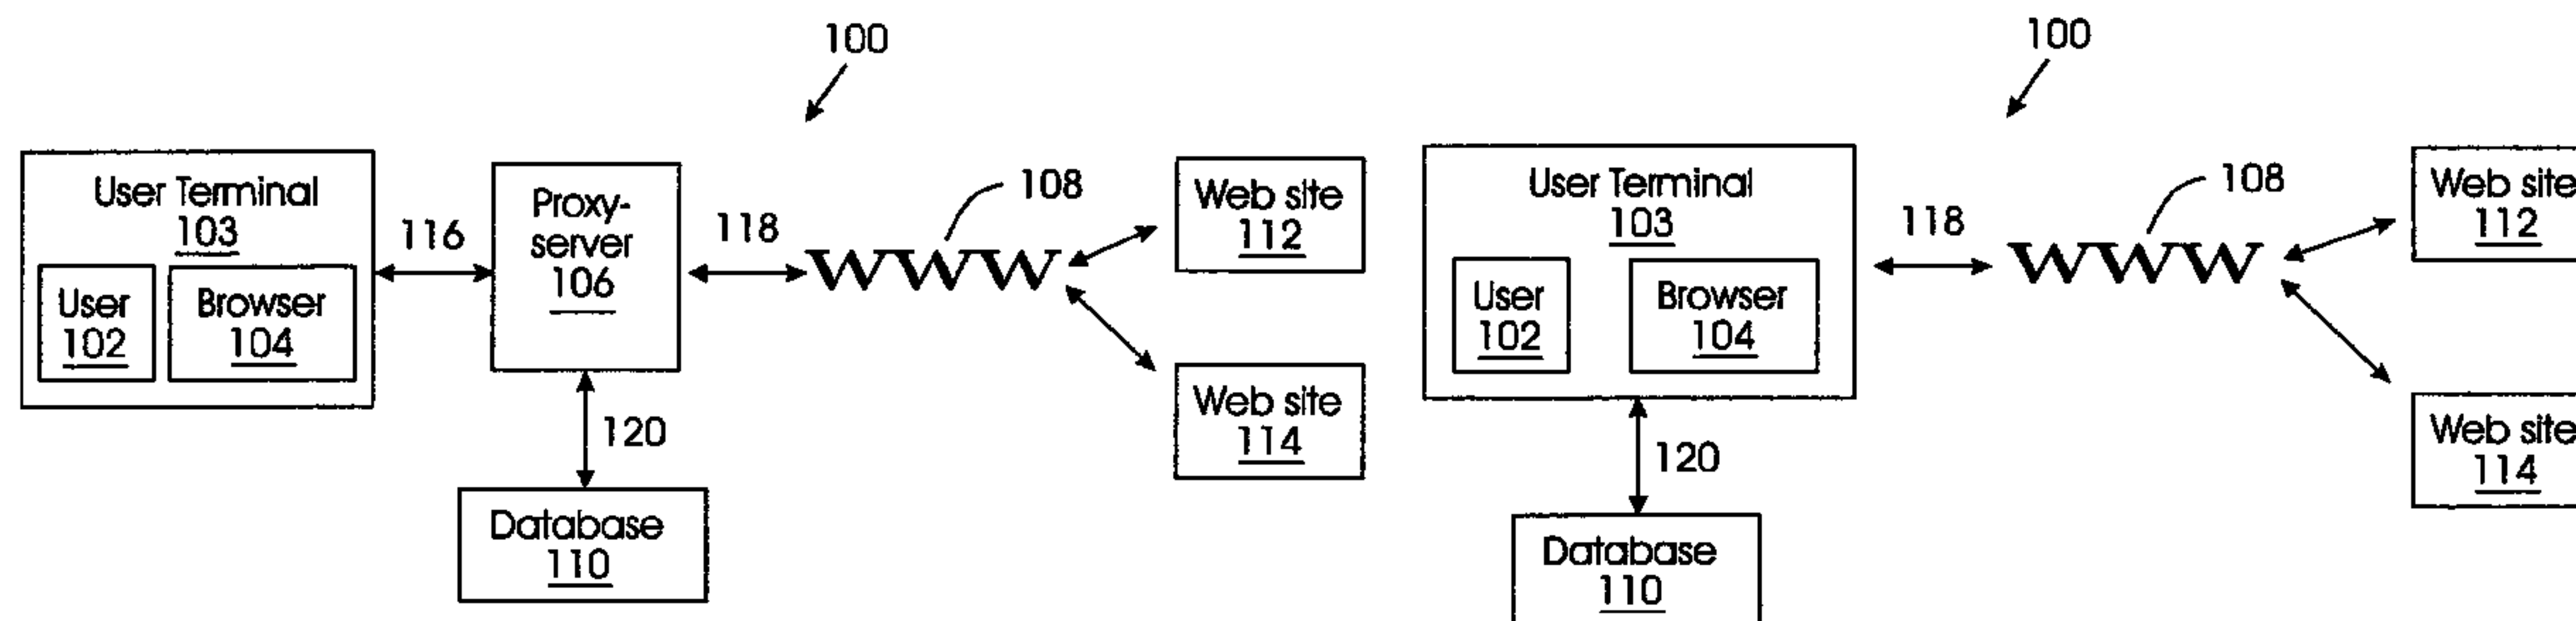 100
User Terminal
103
User
102
Browser
104
116
Proxy-
server
106
118
WWW
108
Web site
112
Web site
114
120
Database
110
100
User Terminal
103
User
102
Browser
104
118
WWW
108
Web site
112
Web site
114
120
Database
110